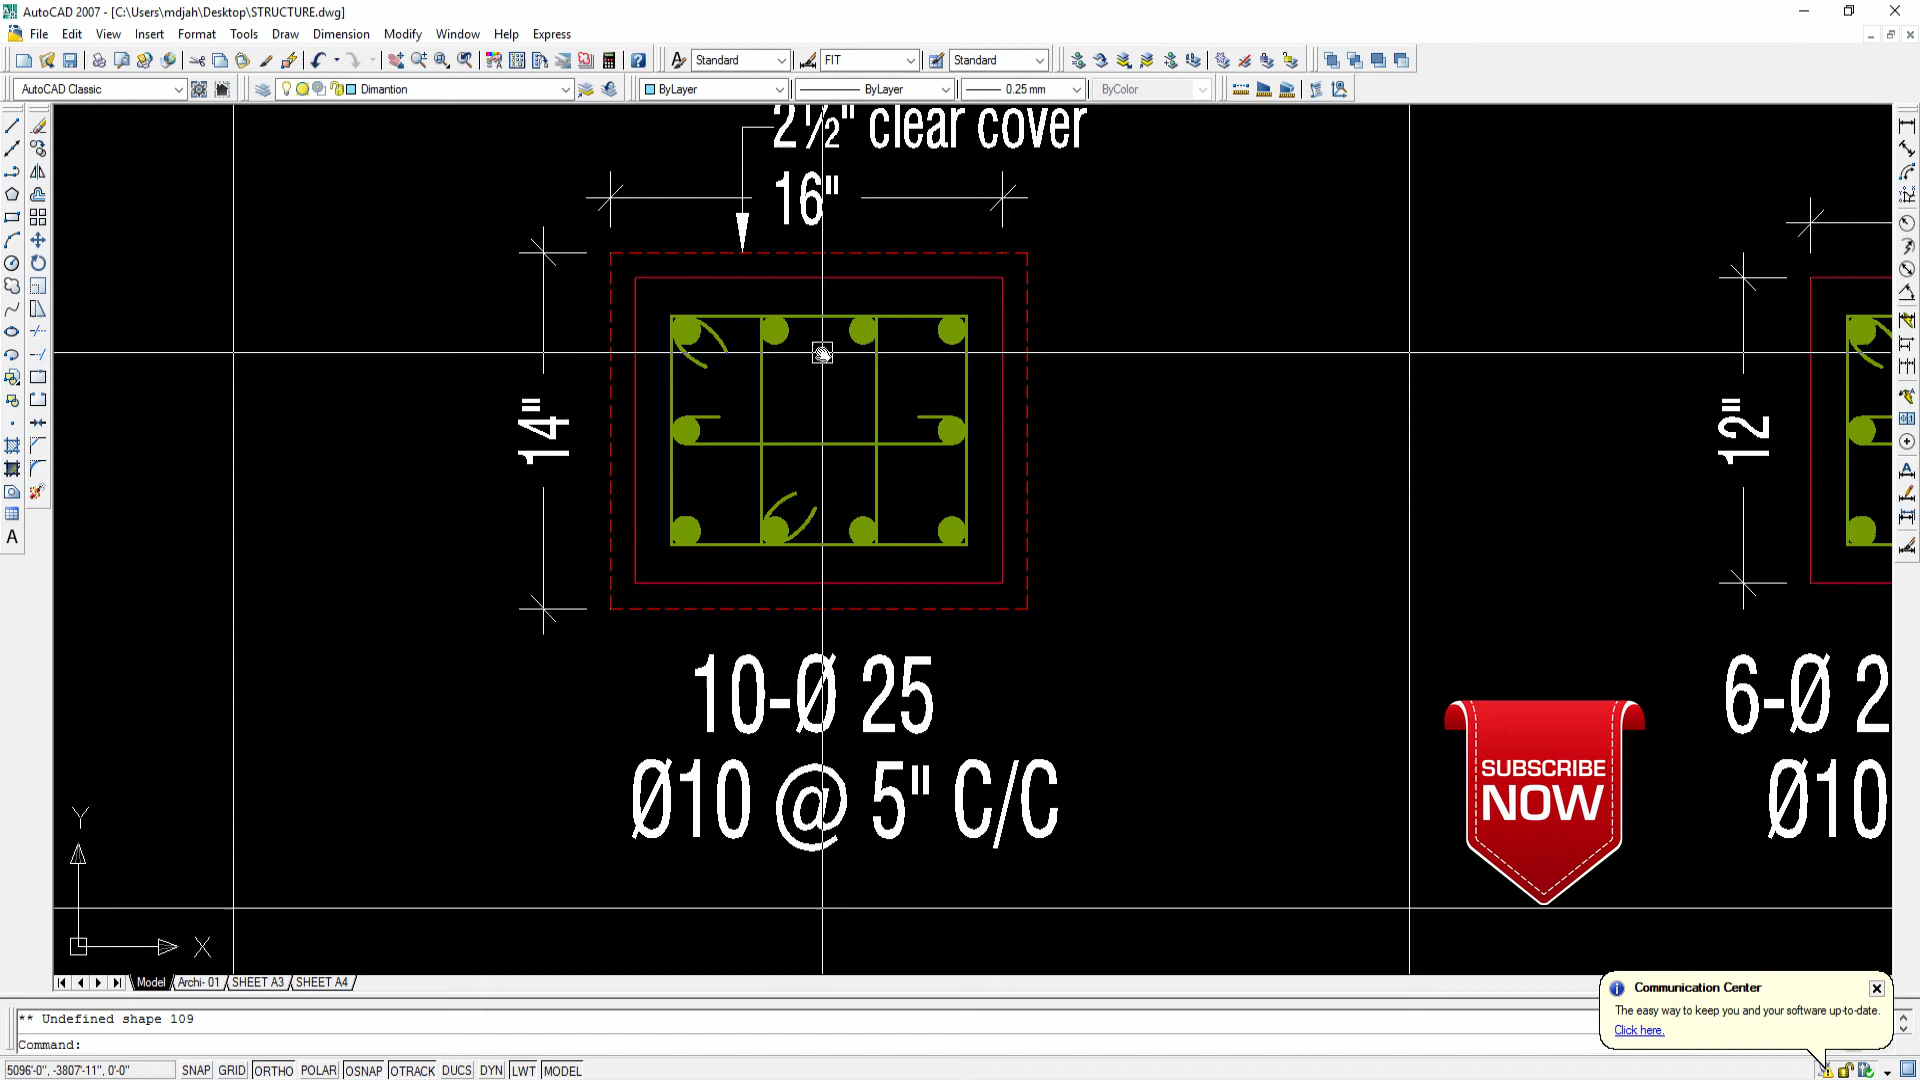 AutoCAD 2007 - [C:\Users\mdjah\Desktop\STRUCTURE.dwg]
File Edit View Insert Format Tools Draw Dimension Modify Window Help Express
Standard FIT Standard
AutoCAD Classic Dimantion ByLayer ByLayer 0.25 mm ByColor
2½" clear cover
16"
14"
12"
10-Ø 25
Ø10 @ 5" C/C
6-Ø 2
Ø10
SUBSCRIBE
NOW
Y
X
A
Model Archi- 01 SHEET A3 SHEET A4
** Undefined shape 109
Command:
Communication Center
The easy way to keep you and your software up-to-date.
Click here.
5096'-0", -3807'-11", 0'-0" SNAP GRID ORTHO POLAR OSNAP OTRACK DUCS DYN LWT MODEL